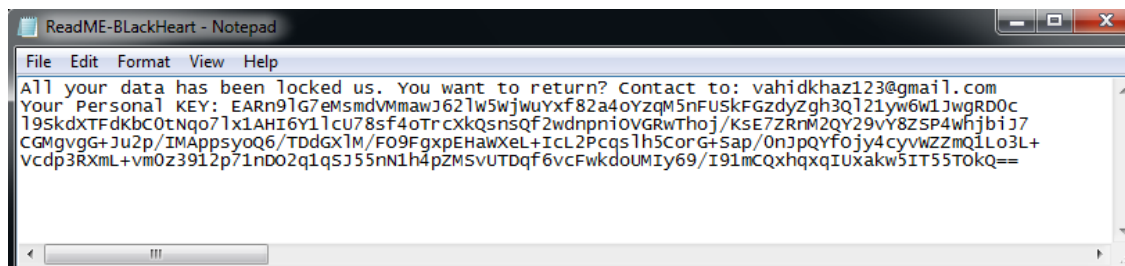 ReadME-BLackHeart - Notepad
File Edit Format View Help
All your data has been locked us. You want to return? Contact to: vahidkhaz123@gmail.com
Your Personal KEY: EARn9lG7eMsmdVMmawJ62lW5WjWuYxf82a4oYzqM5nFUSkFGzdyZgh3Ql21yw6W1JwgRD0c
l9SkdXTFdKbC0tNqo7lx1AHI6Y1lcU78sf4oTrcXkQsnsQf2wdnpniOVGRwThoj/KsE7ZRnM2QY29vY8ZSP4whjbiJ7
CGMgvgG+Ju2p/IMAppsyoQ6/TDdGXlM/FO9FgxpEHaWXeL+IcL2Pcqslh5CorG+Sap/0nJpQYfOjy4cyvWZZmQ1Lo3L+
Vcdp3RXmL+vm0z3912p71nDO2q1qSJ55nN1h4pZMSvUTDqf6vcFwkdoUMIy69/I91mCQxhqxqIUxakw5IT55TOkQ==